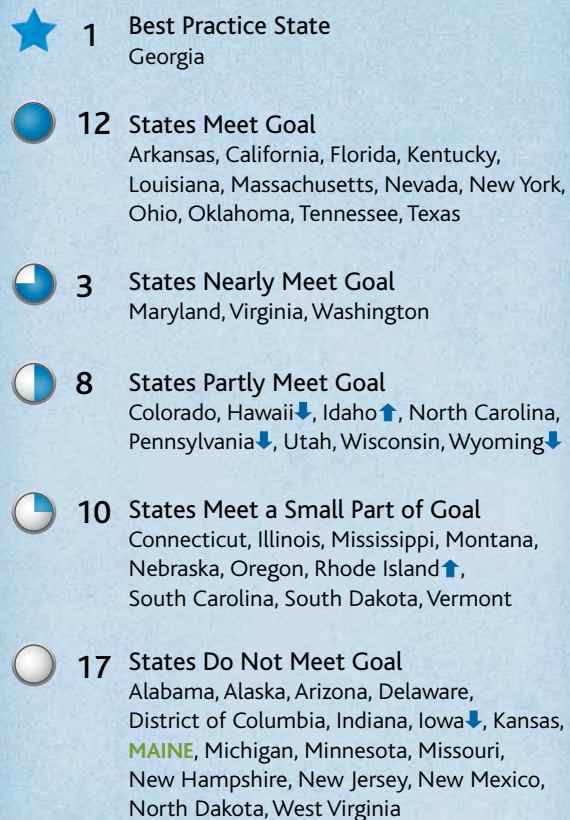 1 Best Practice State
Georgia
12 States Meet Goal
Arkansas, California, Florida, Kentucky,
Louisiana, Massachusetts, Nevada, New York,
Ohio, Oklahoma, Tennessee, Texas
3 States Nearly Meet Goal
Maryland, Virginia, Washington
8 States Partly Meet Goal
Colorado, Hawaii⬇, Idaho⬆, North Carolina,
Pennsylvania⬇, Utah, Wisconsin, Wyoming⬇
10 States Meet a Small Part of Goal
Connecticut, Illinois, Mississippi, Montana,
Nebraska, Oregon, Rhode Island⬆,
South Carolina, South Dakota, Vermont
17 States Do Not Meet Goal
Alabama, Alaska, Arizona, Delaware,
District of Columbia, Indiana, Iowa⬇, Kansas,
MAINE, Michigan, Minnesota, Missouri,
New Hampshire, New Jersey, New Mexico,
North Dakota, West Virginia